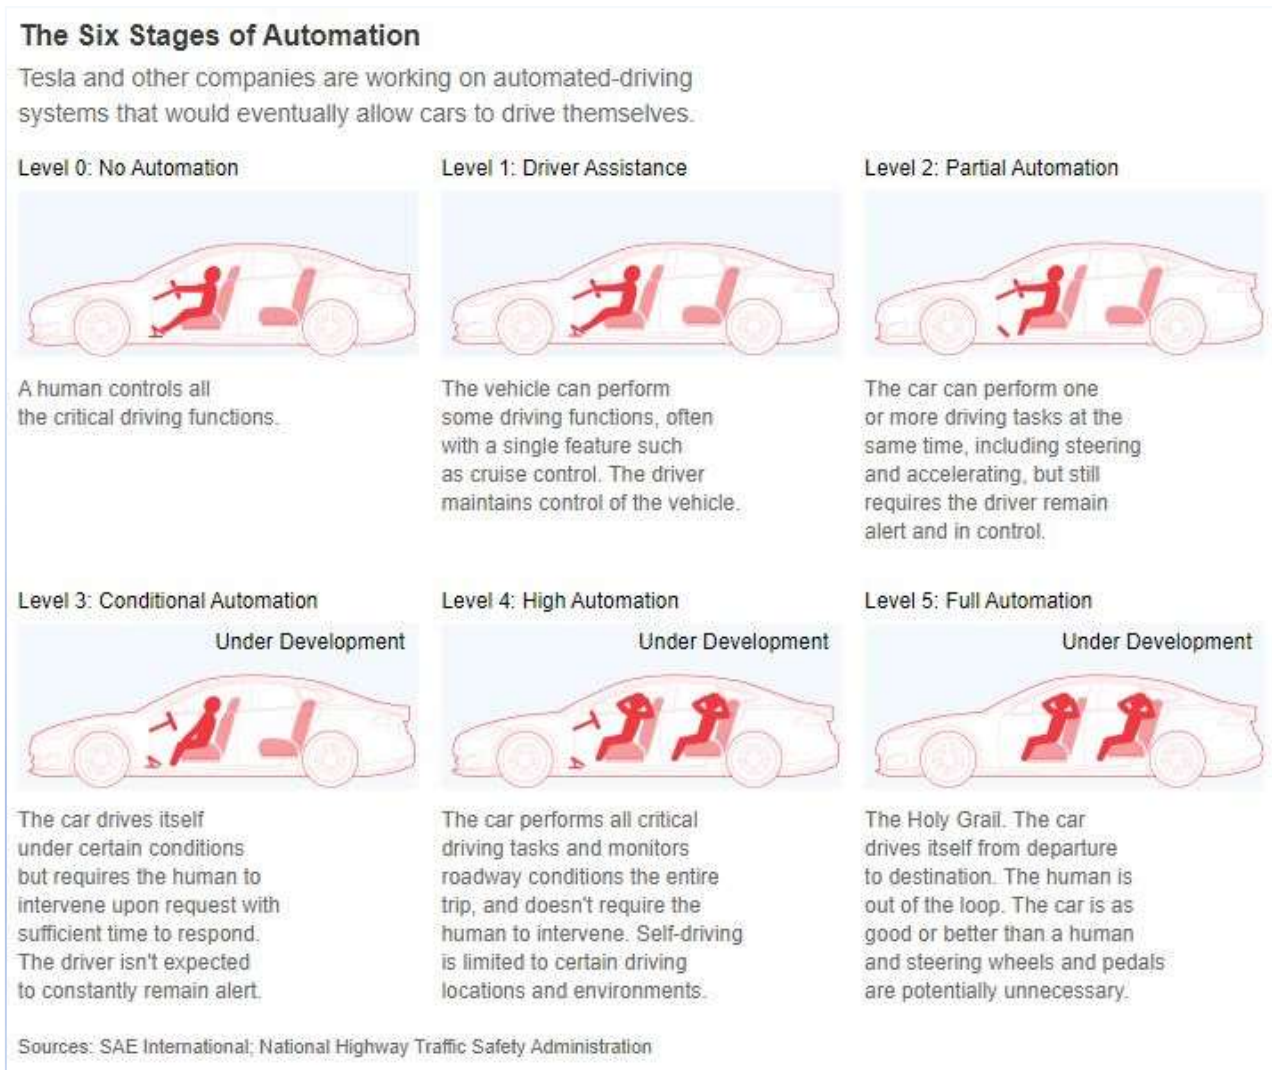 The Six Stages of Automation
Tesla and other companies are working on automated-driving
systems that would eventually allow cars to drive themselves.
Level 0: No Automation
A human controls all
the critical driving functions.
Level 1: Driver Assistance
The vehicle can perform
some driving functions, often
with a single feature such
as cruise control. The driver
maintains control of the vehicle.
Level 2: Partial Automation
The car can perform one
or more driving tasks at the
same time, including steering
and accelerating, but still
requires the driver remain
alert and in control.
Level 3: Conditional Automation
Under Development
The car drives itself
under certain conditions
but requires the human to
intervene upon request with
sufficient time to respond.
The driver isn't expected
to constantly remain alert.
Level 4: High Automation
Under Development
The car performs all critical
driving tasks and monitors
roadway conditions the entire
trip, and doesn't require the
human to intervene. Self-driving
is limited to certain driving
locations and environments.
Level 5: Full Automation
Under Development
The Holy Grail. The car
drives itself from departure
to destination. The human is
out of the loop. The car is as
good or better than a human
and steering wheels and pedals
are potentially unnecessary.
Sources: SAE International; National Highway Traffic Safety Administration